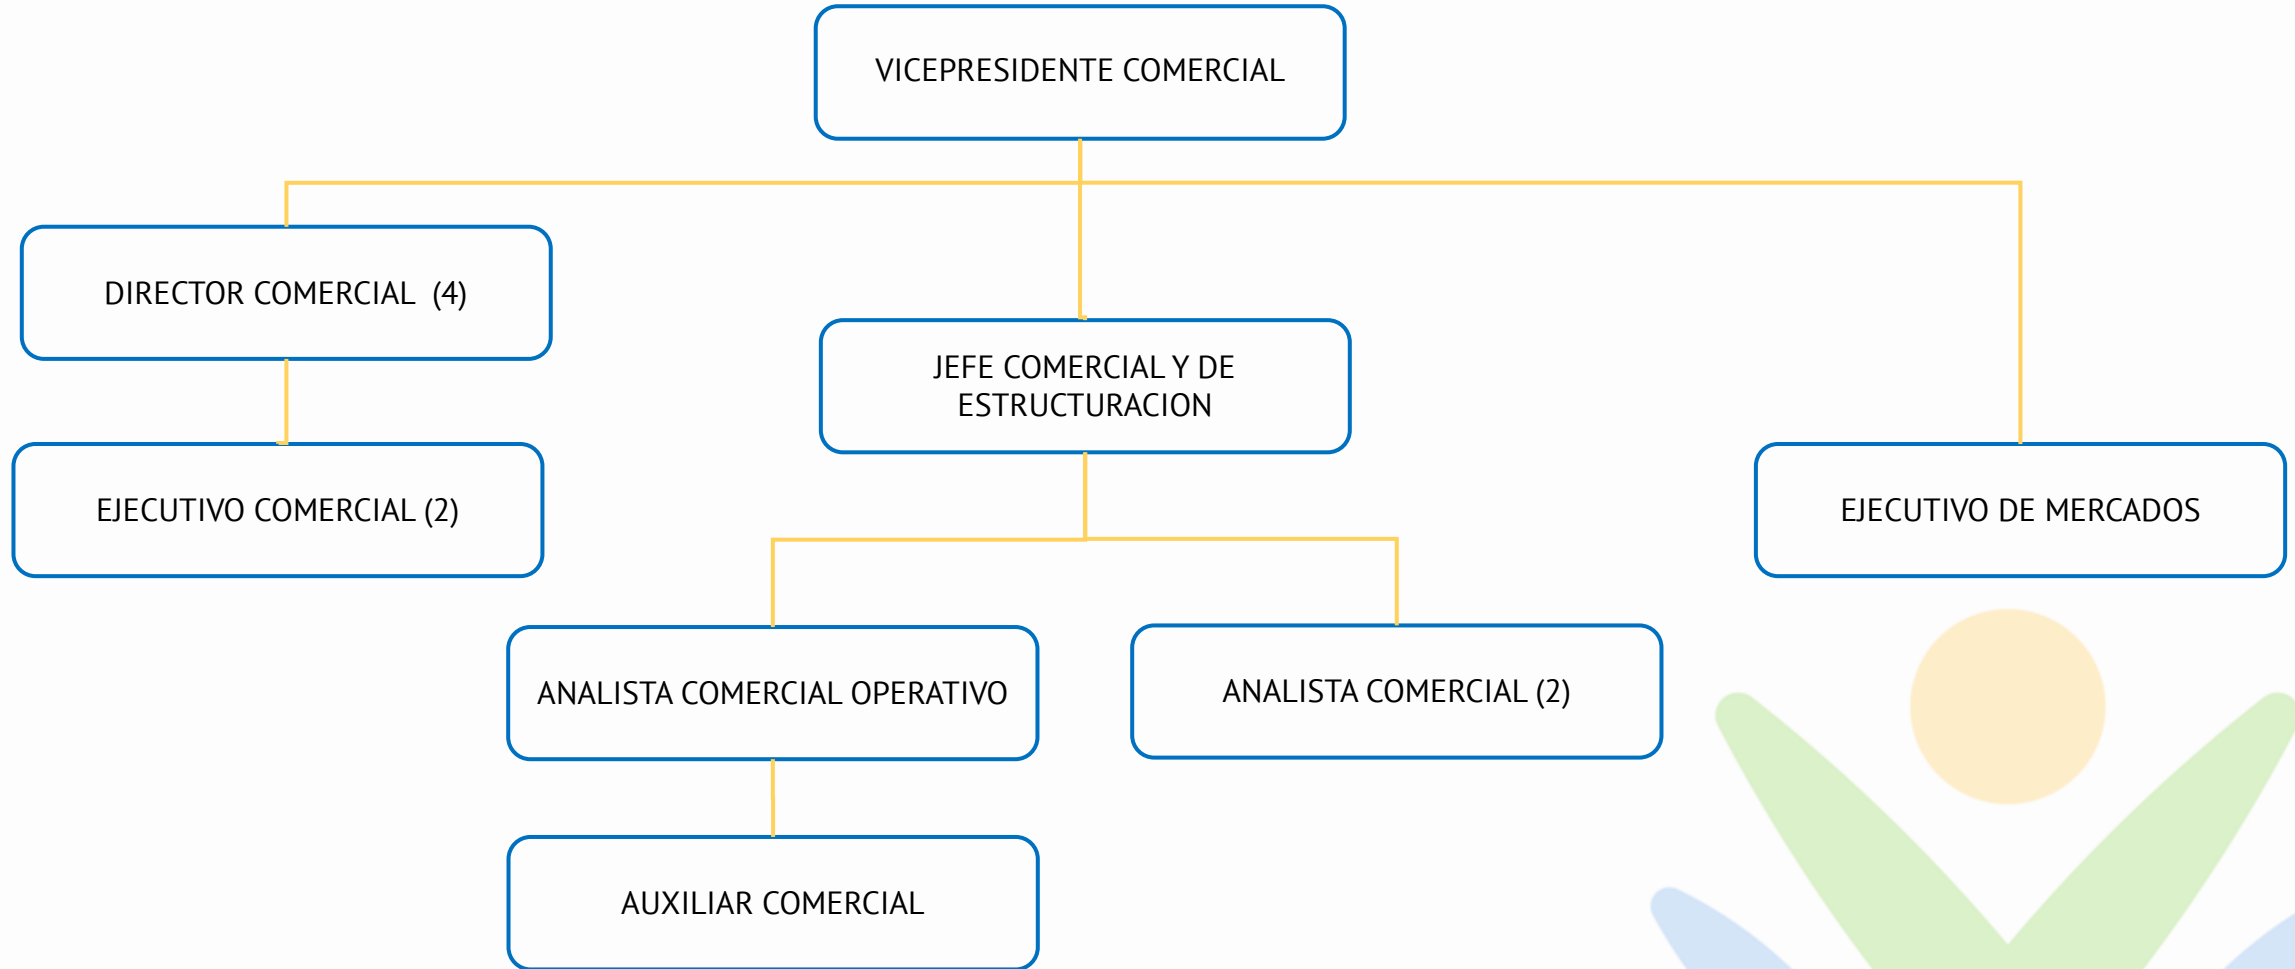 VICEPRESIDENTE COMERCIAL
DIRECTOR COMERCIAL  (4)
JEFE COMERCIAL Y DE
ESTRUCTURACION
EJECUTIVO COMERCIAL (2)
EJECUTIVO DE MERCADOS
ANALISTA COMERCIAL OPERATIVO
ANALISTA COMERCIAL (2)
AUXILIAR COMERCIAL